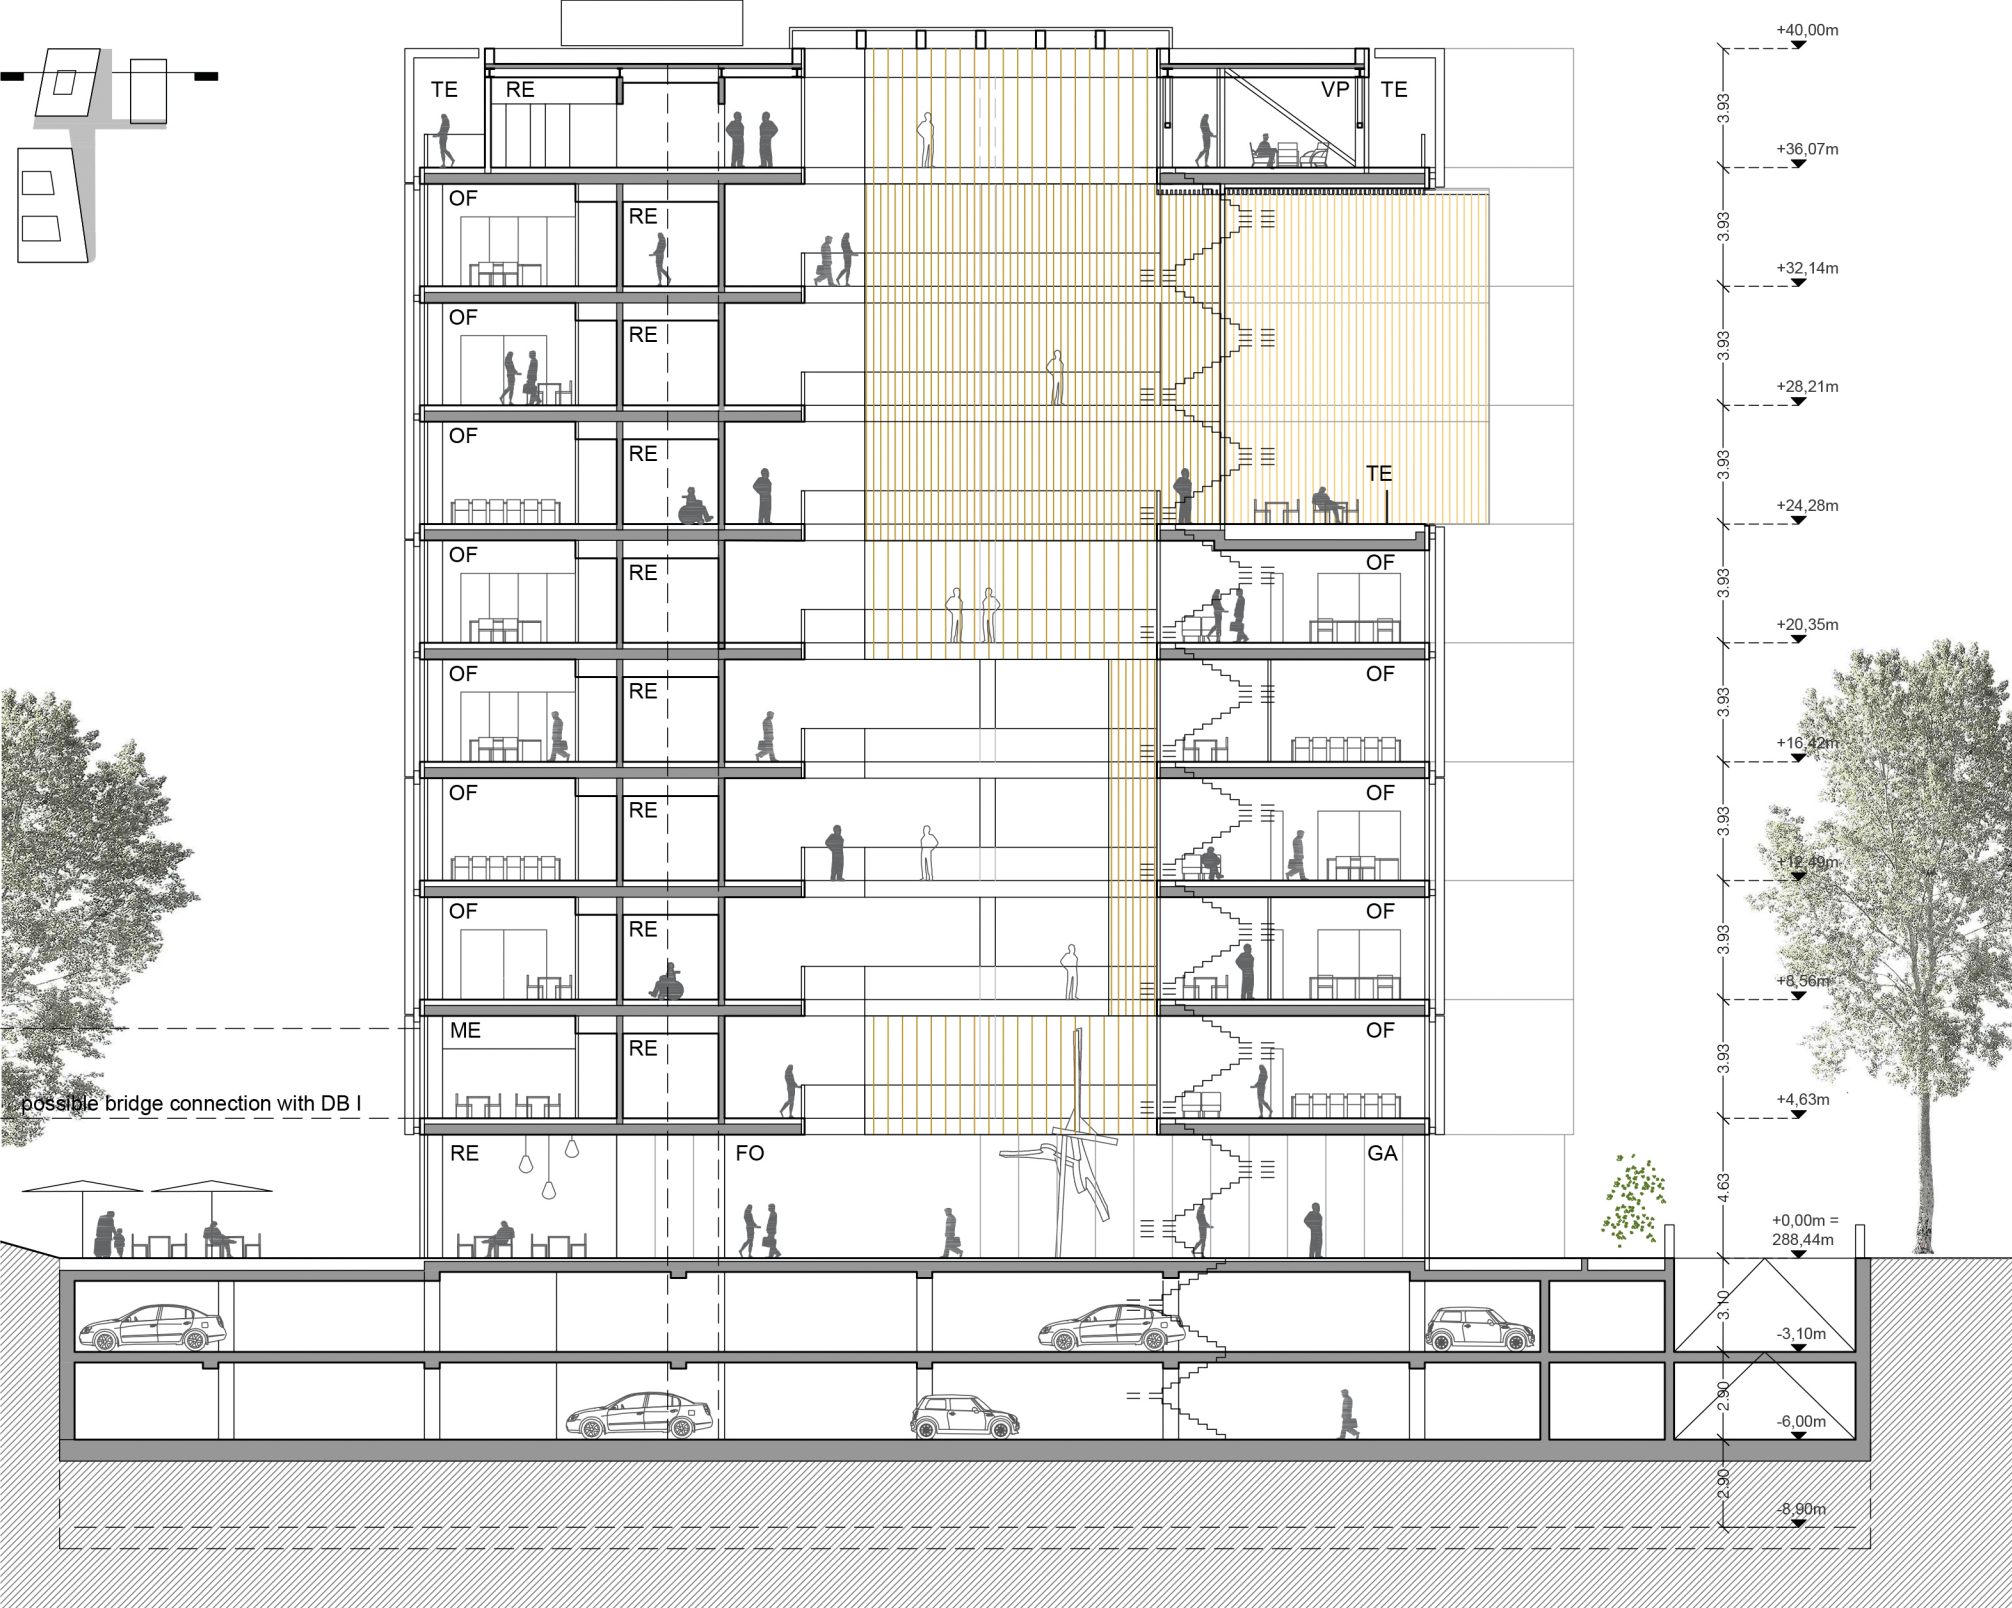 +40,00m
TE RE VP TE
3.93
+36,07m
OF
RE
3.93
+32,14m
OF
RE
3.93
+28,21m
OF
RE
3.93
TE
+24,28m
OF
OF
RE
3.93
+20,35m
OF
OF
RE
3.93
+16,42m
OF
OF
RE
3.93
+12,49m
OF
OF
RE
3.93
+8,56m
ME
OF
RE
3.93
possible bridge connection with DB I
+4,63m
RE FO GA
4.63
+0,00m =
288,44m
3.10
-3,10m
2.90
-6,00m
2.90
-8,90m